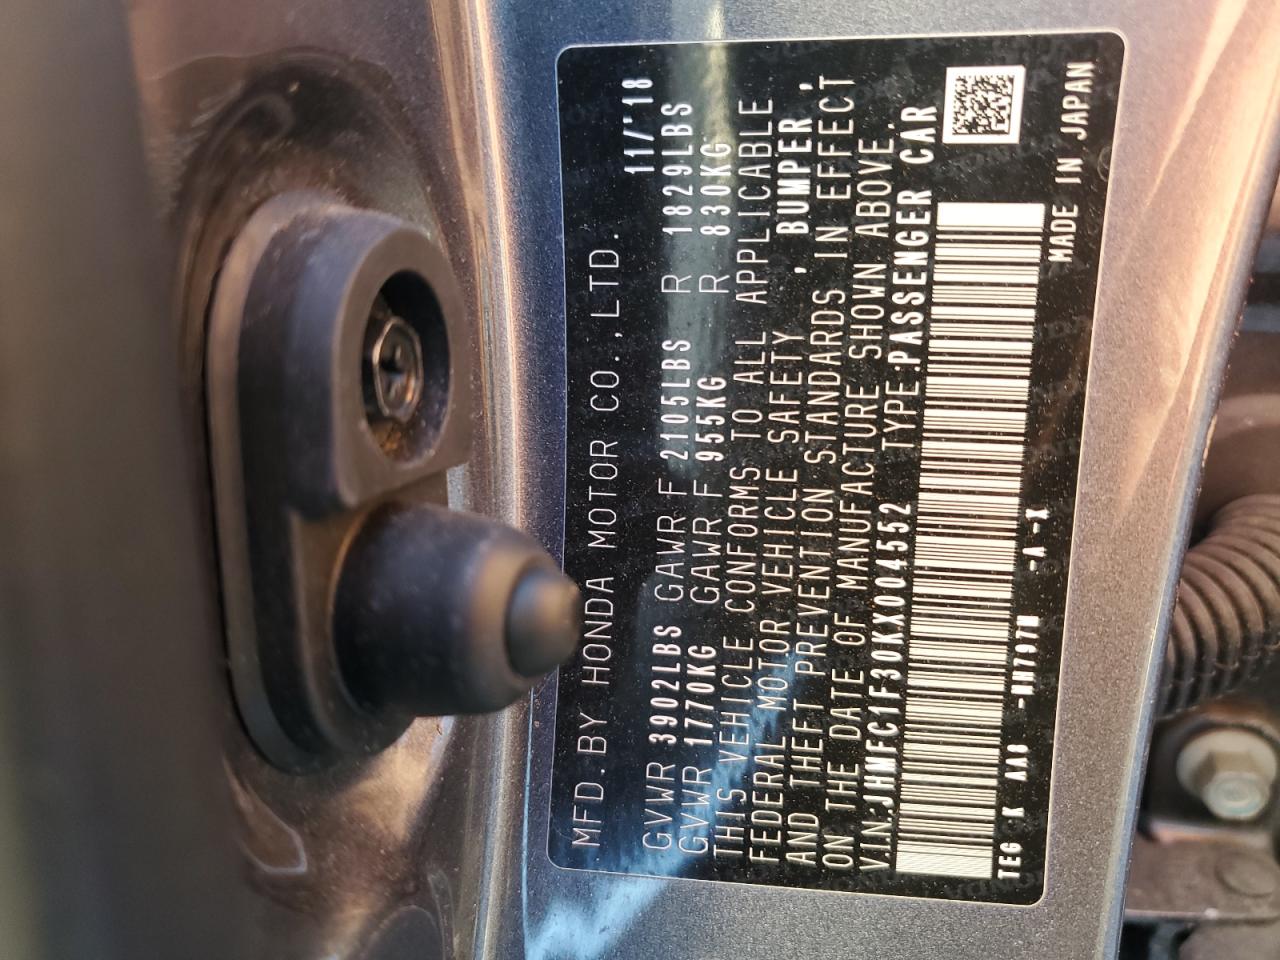 MFD.BY HONDA MOTOR CO.,LTD. 11/'18
GVWR 3902LBS GAWR F 2105LBS R 1829LBS
GVWR 1770KG GAWR F 955KG R 830KG
THIS VEHICLE CONFORMS TO ALL APPLICABLE
FEDERAL MOTOR VEHICLE SAFETY , BUMPER ,
AND THEFT PREVENTION STANDARDS IN EFFECT
ON THE DATE OF MANUFACTURE SHOWN ABOVE.
V.I.N:JHMFC1F30KX004552 TYPE:PASSENGER CAR
TEG K AA8 -NH797M -A -X MADE IN JAPAN